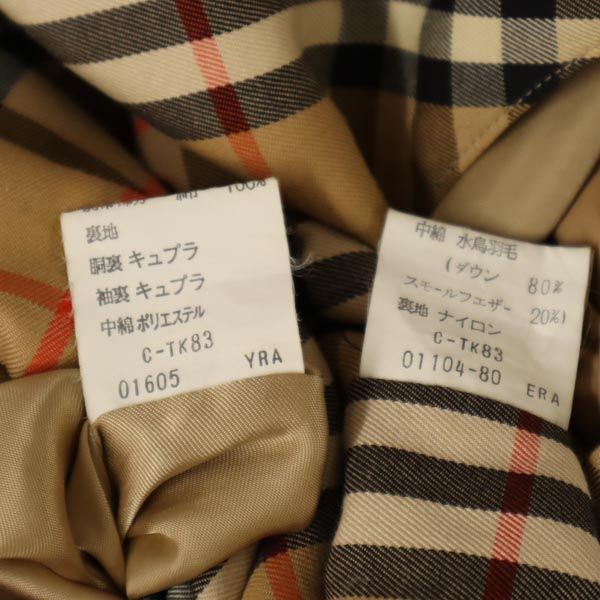 100%
裏地
胴裏 キュプラ
袖裏 キュプラ
中綿 ポリエステル
C-TK83
01605 YRA
中綿 水鳥羽毛
(ダウン 80%
スモールフェザー 20%)
裏地 ナイロン
C-TK83
01104-80 ERA